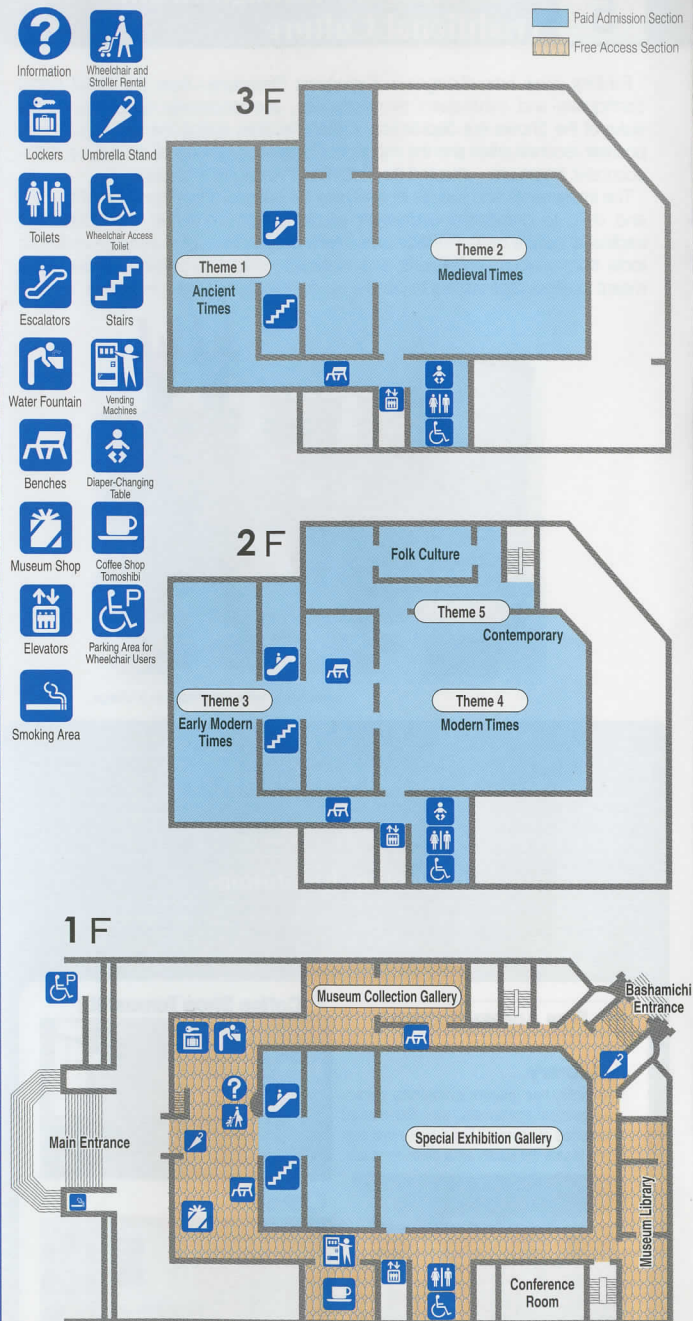 Paid Admission Section
Free Access Section
Information
Wheelchair and
Stroller Rental
Lockers
Umbrella Stand
Toilets
Wheelchair Access
Toilet
Escalators
Stairs
Water Fountain
Vending
Machines
Benches
Diaper-Changing
Table
Museum Shop
Coffee Shop
Tomoshibi
Elevators
Parking Area for
Wheelchair Users
Smoking Area
3 F
Theme 1
Ancient
Times
Theme 2
Medieval Times
2 F
Folk Culture
Theme 5
Contemporary
Theme 3
Early Modern
Times
Theme 4
Modern Times
1 F
P
Museum Collection Gallery
Bashamichi
Entrance
?
Main Entrance
Special Exhibition Gallery
Museum Library
Conference
Room